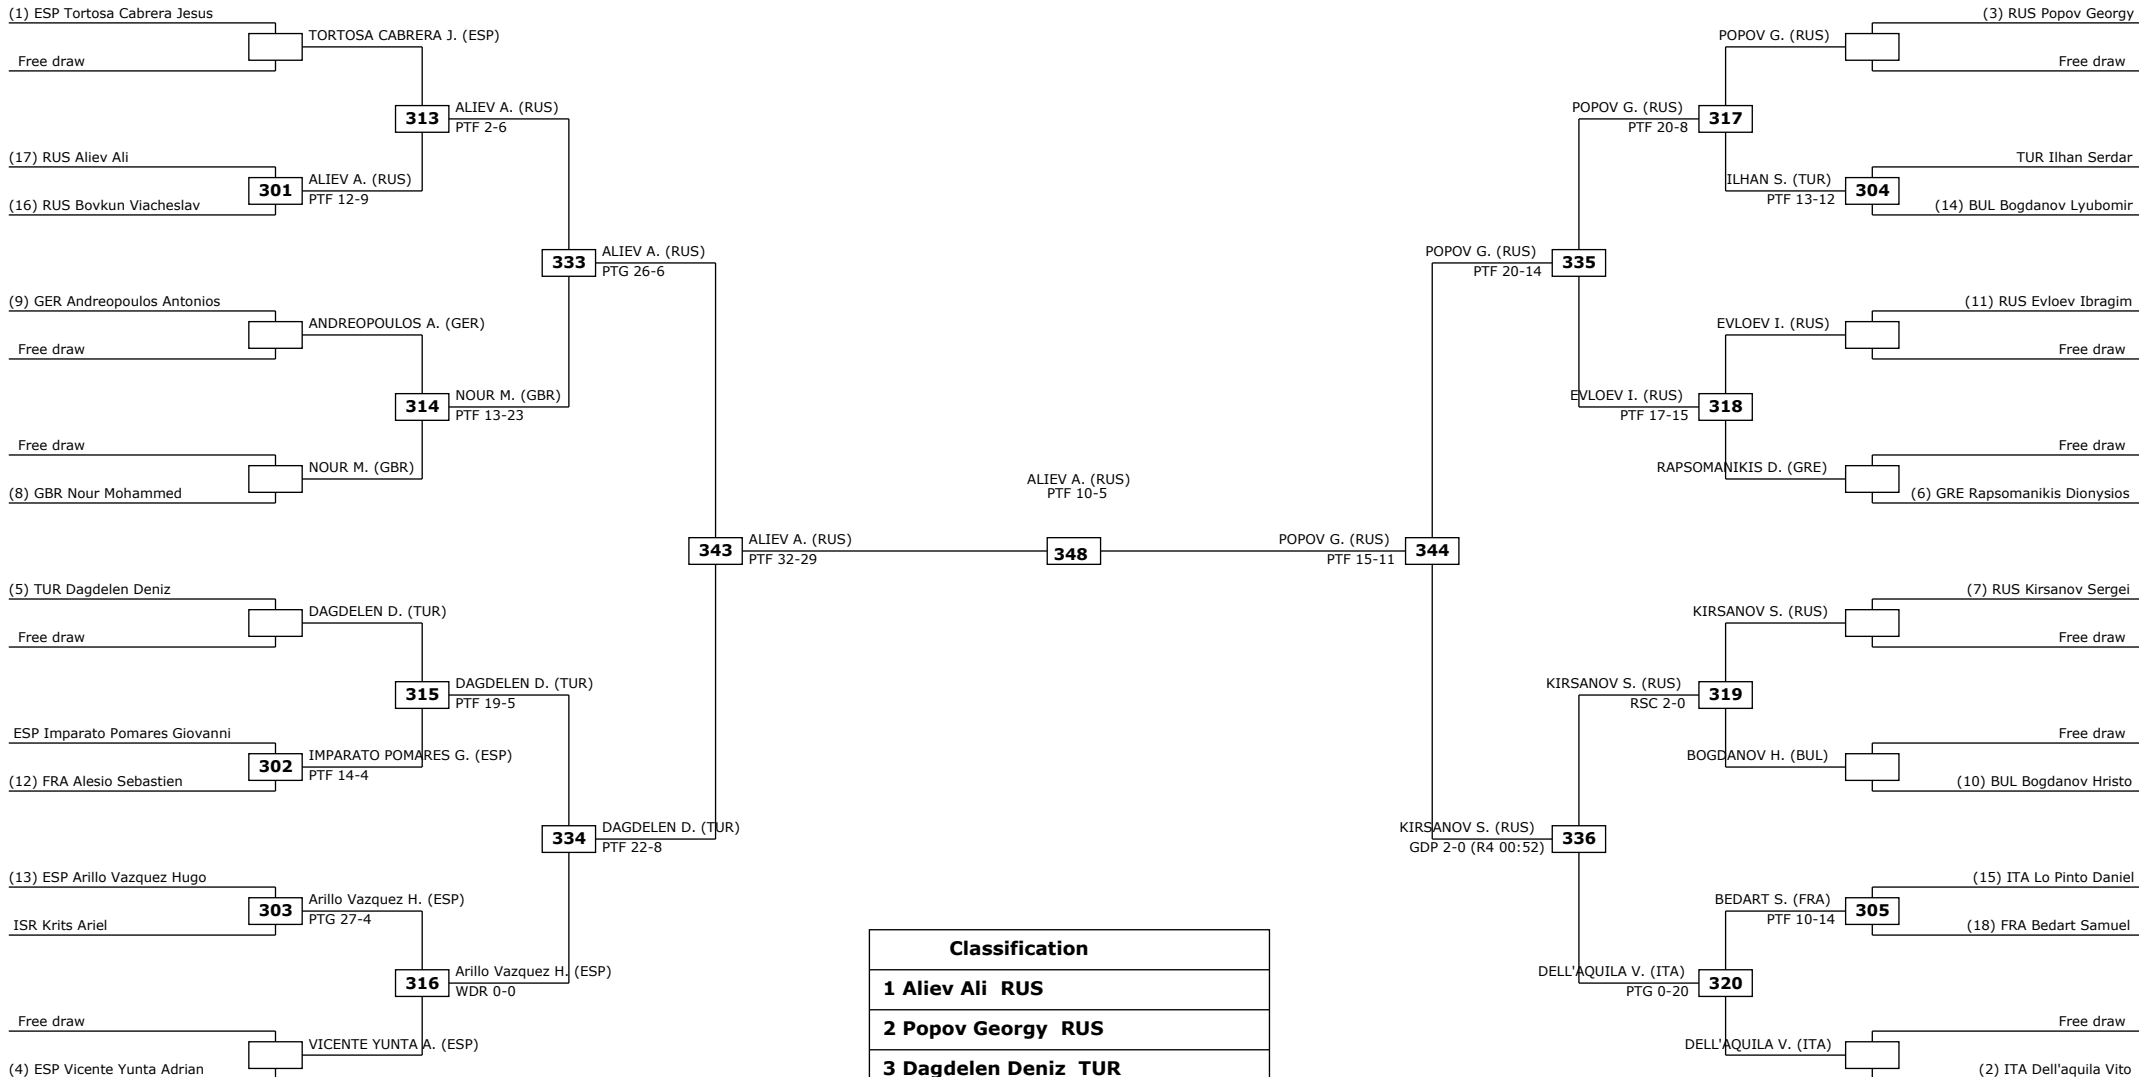 (1) ESP Tortosa Cabrera Jesus
TORTOSA CABRERA J. (ESP)
Free draw
313
ALIEV A. (RUS)
PTF 2-6
(17) RUS Aliev Ali
301
ALIEV A. (RUS)
PTF 12-9
(16) RUS Bovkun Viacheslav
333
ALIEV A. (RUS)
PTG 26-6
(9) GER Andreopoulos Antonios
ANDREOPOULOS A. (GER)
Free draw
314
NOUR M. (GBR)
PTF 13-23
Free draw
NOUR M. (GBR)
(8) GBR Nour Mohammed
343
ALIEV A. (RUS)
PTF 32-29
(5) TUR Dagdelen Deniz
DAGDELEN D. (TUR)
Free draw
315
DAGDELEN D. (TUR)
PTF 19-5
ESP Imparato Pomares Giovanni
302
IMPARATO POMARES G. (ESP)
PTF 14-4
(12) FRA Alesio Sebastien
334
DAGDELEN D. (TUR)
PTF 22-8
(13) ESP Arillo Vazquez Hugo
303
Arillo Vazquez H. (ESP)
PTG 27-4
ISR Krits Ariel
316
Arillo Vazquez H. (ESP)
WDR 0-0
Free draw
VICENTE YUNTA A. (ESP)
(4) ESP Vicente Yunta Adrian
ALIEV A. (RUS)
PTF 10-5
348
(3) RUS Popov Georgy
POPOV G. (RUS)
Free draw
POPOV G. (RUS)
PTF 20-8
317
TUR Ilhan Serdar
ILHAN S. (TUR)
PTF 13-12
304
(14) BUL Bogdanov Lyubomir
POPOV G. (RUS)
PTF 20-14
335
(11) RUS Evloev Ibragim
EVLOEV I. (RUS)
Free draw
EVLOEV I. (RUS)
PTF 17-15
318
Free draw
RAPSOMANIKIS D. (GRE)
(6) GRE Rapsomanikis Dionysios
POPOV G. (RUS)
PTF 15-11
344
(7) RUS Kirsanov Sergei
KIRSANOV S. (RUS)
Free draw
KIRSANOV S. (RUS)
RSC 2-0
319
Free draw
BOGDANOV H. (BUL)
(10) BUL Bogdanov Hristo
KIRSANOV S. (RUS)
GDP 2-0 (R4 00:52)
336
(15) ITA Lo Pinto Daniel
BEDART S. (FRA)
PTF 10-14
305
(18) FRA Bedart Samuel
DELL'AQUILA V. (ITA)
PTG 0-20
320
Free draw
DELL'AQUILA V. (ITA)
(2) ITA Dell'aquila Vito
Classification
1 Aliev Ali RUS
2 Popov Georgy RUS
3 Dagdelen Deniz TUR